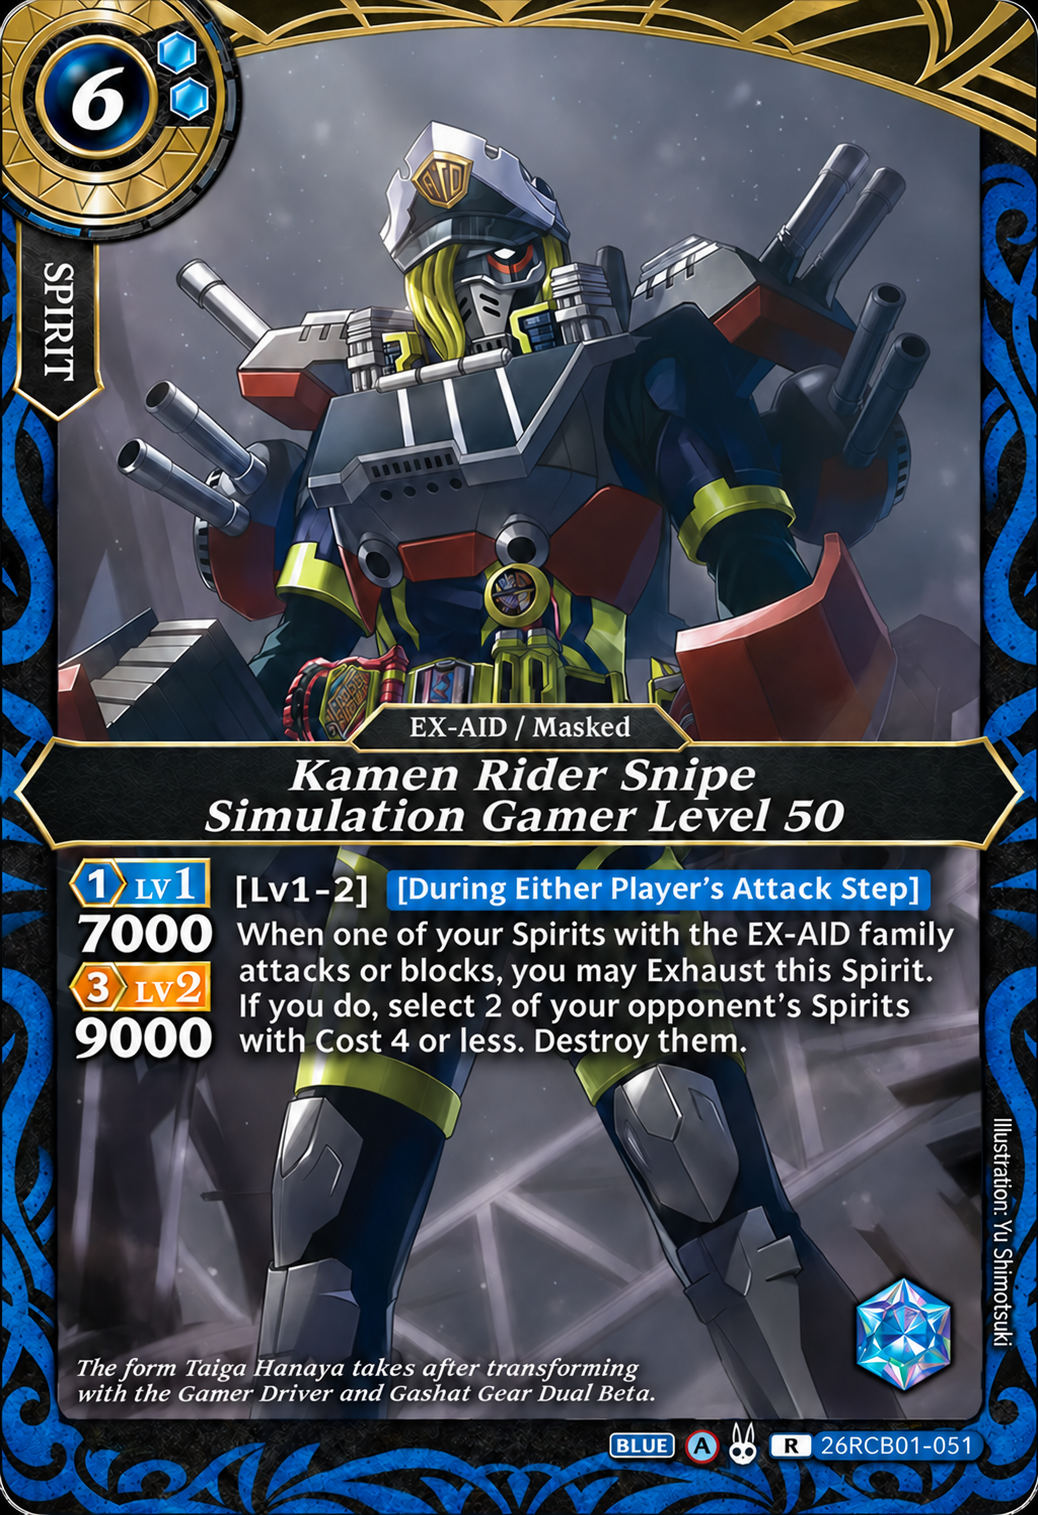 6
SPIRIT
EX-AID / Masked
Kamen Rider Snipe
Simulation Gamer Level 50
1 LV1
7000
3 LV2
9000
[Lv1-2] [During Either Player's Attack Step]
When one of your Spirits with the EX-AID family
attacks or blocks, you may Exhaust this Spirit.
If you do, select 2 of your opponent's Spirits
with Cost 4 or less. Destroy them.
Illustration: Yu Shimotsuki
The form Taiga Hanaya takes after transforming
with the Gamer Driver and Gashat Gear Dual Beta.
BLUE A R 26RCB01-051